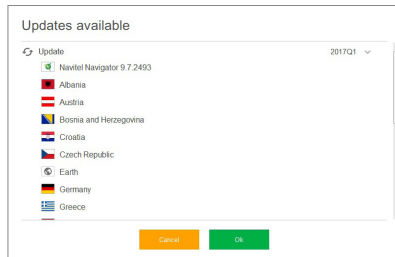 Updates available
Update 2017Q1
Navitel Navigator 9.7.2493
Albania
Austria
Bosnia and Herzegovina
Croatia
Czech Republic
Earth
Germany
Greece
Cancel Ok